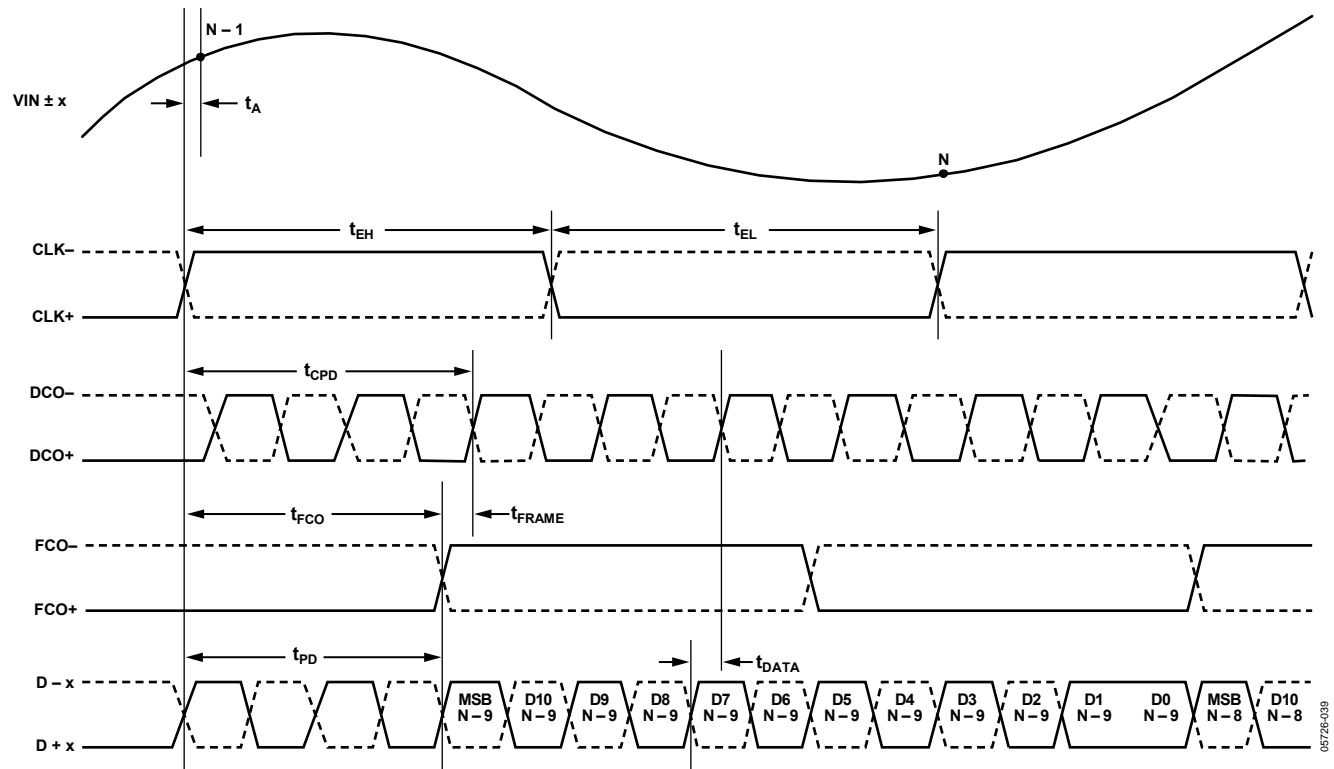 N – 1
VIN ± x
tA
N
tEH
tEL
CLK–
CLK+
tCPD
DCO–
DCO+
tFCO
tFRAME
FCO–
FCO+
tPD
tDATA
D – x
MSB N – 9
D10 N – 9
D9 N – 9
D8 N – 9
D7 N – 9
D6 N – 9
D5 N – 9
D4 N – 9
D3 N – 9
D2 N – 9
D1 N – 9
D0 N – 9
MSB N – 8
D10 N – 8
D + x
05726-039